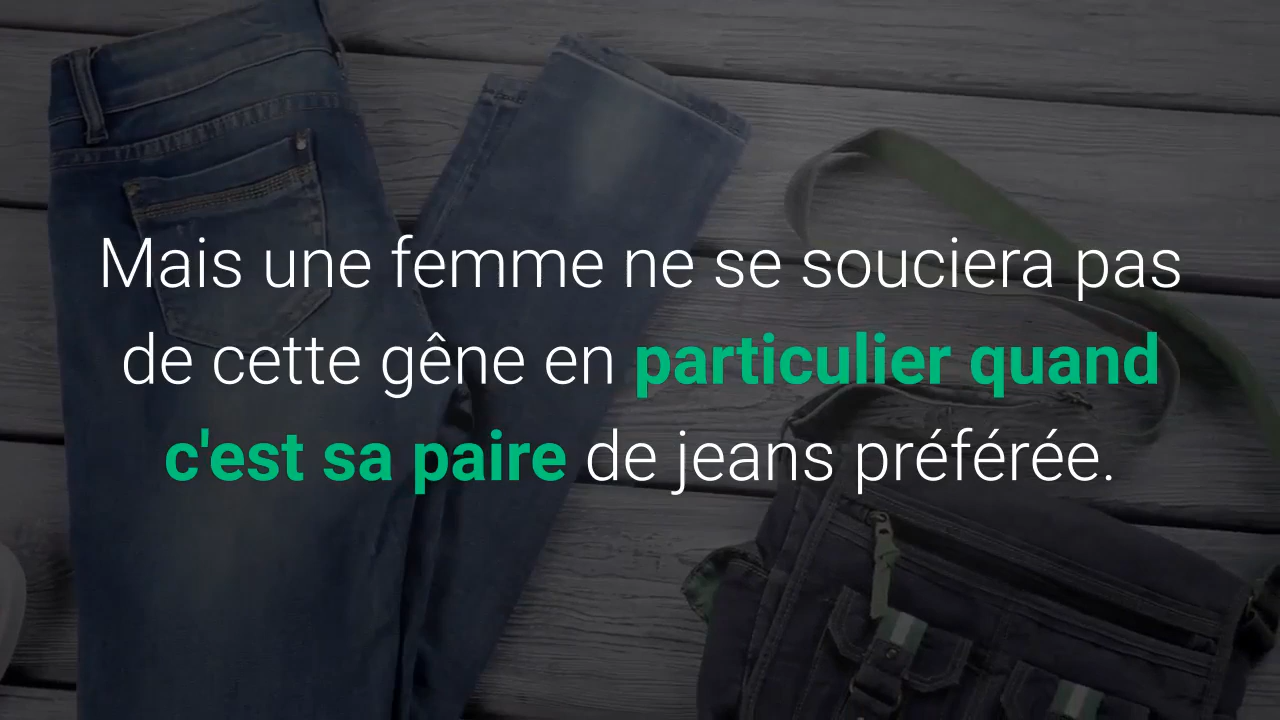 Mais une femme ne se souciera pas
de cette gêne en particulier quand
c'est sa paire de jeans préférée.